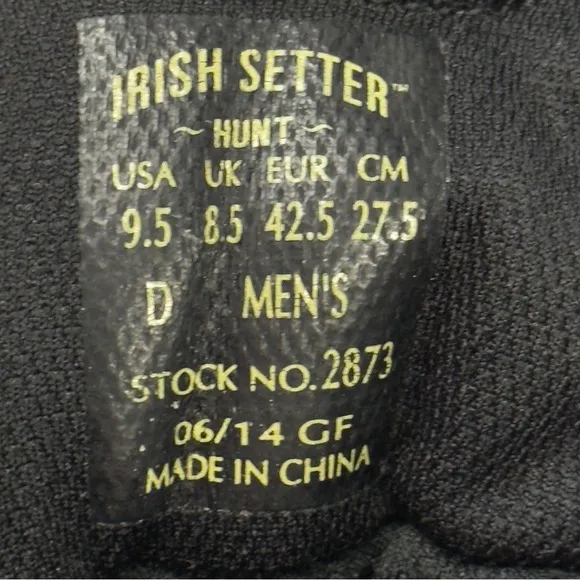 IRISH SETTER™
~ HUNT ~
USA UK EUR CM
9.5 8.5 42.5 27.5
D MEN'S
STOCK NO. 2873
06/14 GF
MADE IN CHINA